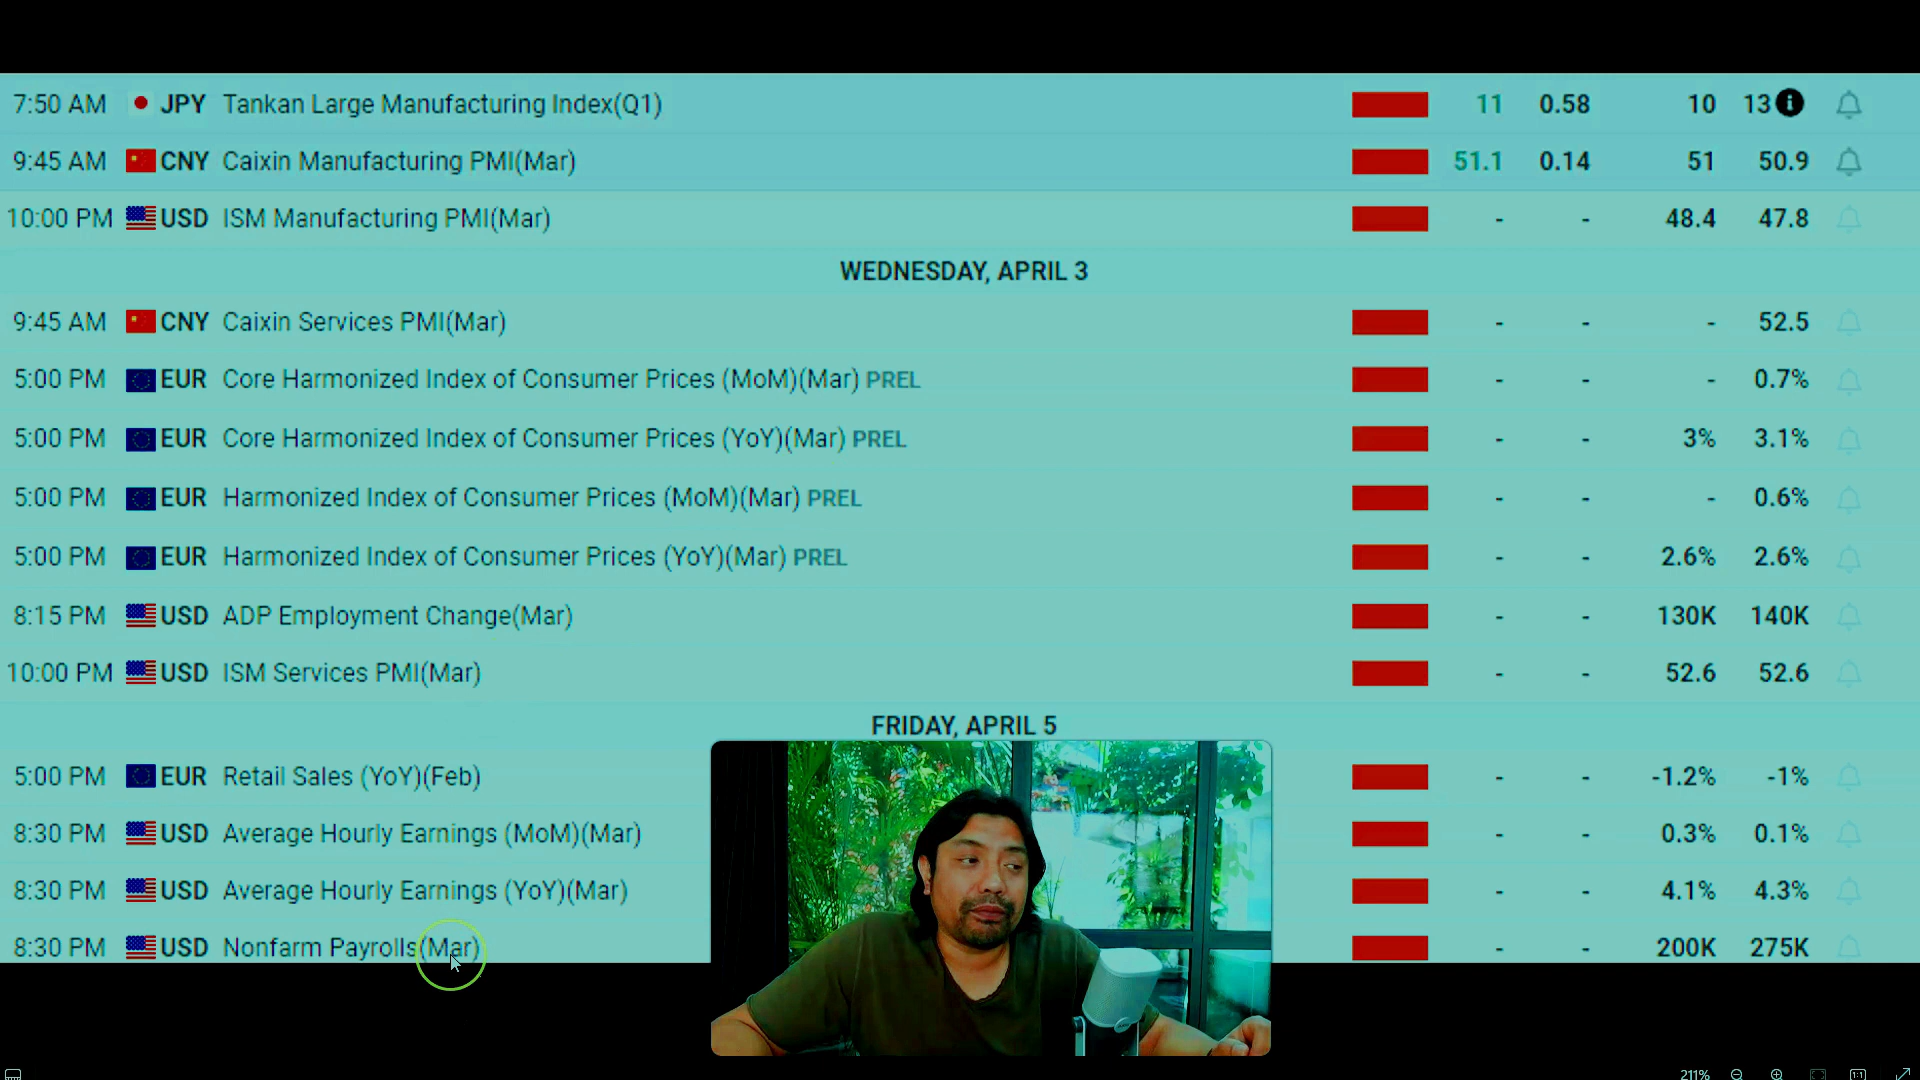 7:50 AM JPY Tankan Large Manufacturing Index(Q1) 11 0.58 10 13
9:45 AM CNY Caixin Manufacturing PMI(Mar) 51.1 0.14 51 50.9
10:00 PM USD ISM Manufacturing PMI(Mar) - - 48.4 47.8
WEDNESDAY, APRIL 3
9:45 AM CNY Caixin Services PMI(Mar) - - - 52.5
5:00 PM EUR Core Harmonized Index of Consumer Prices (MoM)(Mar) PREL - - - 0.7%
5:00 PM EUR Core Harmonized Index of Consumer Prices (YoY)(Mar) PREL - - 3% 3.1%
5:00 PM EUR Harmonized Index of Consumer Prices (MoM)(Mar) PREL - - - 0.6%
5:00 PM EUR Harmonized Index of Consumer Prices (YoY)(Mar) PREL - - 2.6% 2.6%
8:15 PM USD ADP Employment Change(Mar) - - 130K 140K
10:00 PM USD ISM Services PMI(Mar) - - 52.6 52.6
FRIDAY, APRIL 5
5:00 PM EUR Retail Sales (YoY)(Feb) - - -1.2% -1%
8:30 PM USD Average Hourly Earnings (MoM)(Mar) - - 0.3% 0.1%
8:30 PM USD Average Hourly Earnings (YoY)(Mar) - - 4.1% 4.3%
8:30 PM USD Nonfarm Payrolls(Mar) - - 200K 275K
211% 1:1